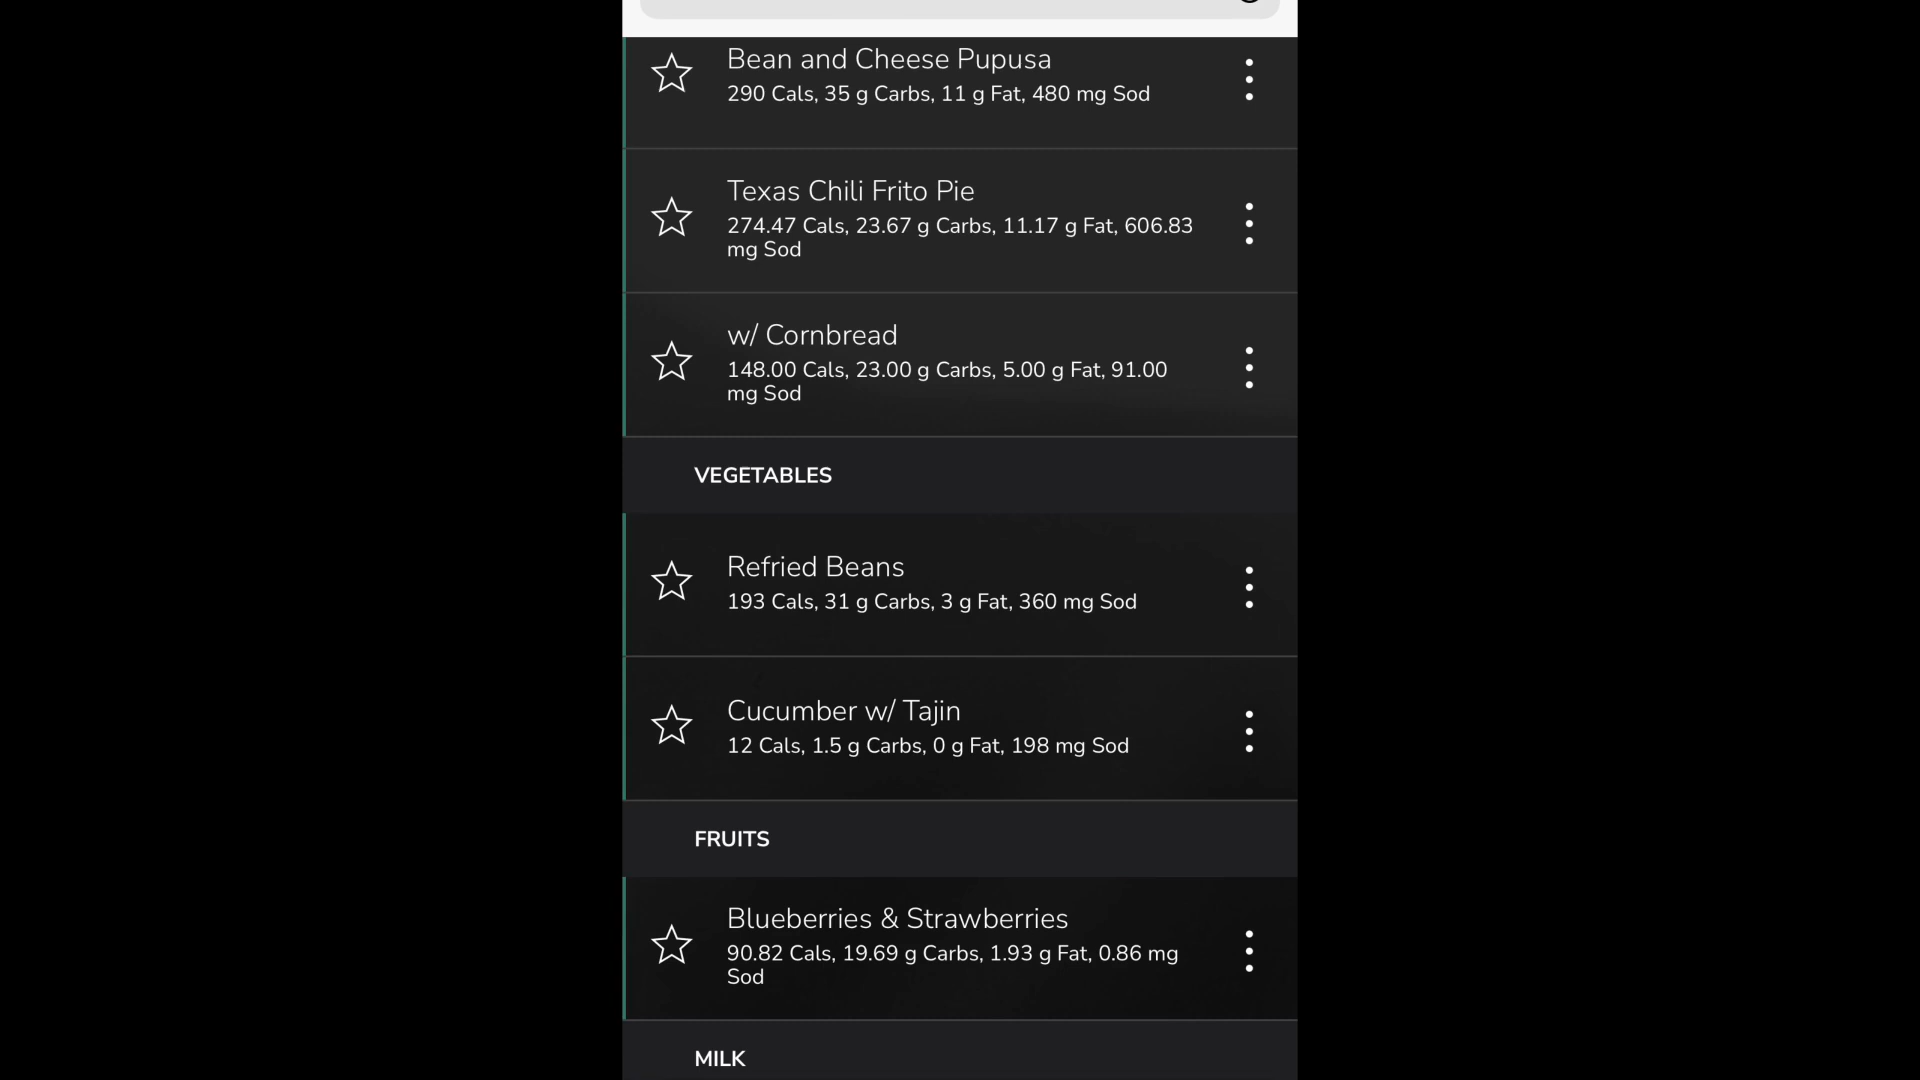 Bean and Cheese Pupusa
290 Cals, 35 g Carbs, 11 g Fat, 480 mg Sod
Texas Chili Frito Pie
274.47 Cals, 23.67 g Carbs, 11.17 g Fat, 606.83
mg Sod
w/ Cornbread
148.00 Cals, 23.00 g Carbs, 5.00 g Fat, 91.00
mg Sod
VEGETABLES
Refried Beans
193 Cals, 31 g Carbs, 3 g Fat, 360 mg Sod
Cucumber w/ Tajin
12 Cals, 1.5 g Carbs, 0 g Fat, 198 mg Sod
FRUITS
Blueberries & Strawberries
90.82 Cals, 19.69 g Carbs, 1.93 g Fat, 0.86 mg
Sod
MILK